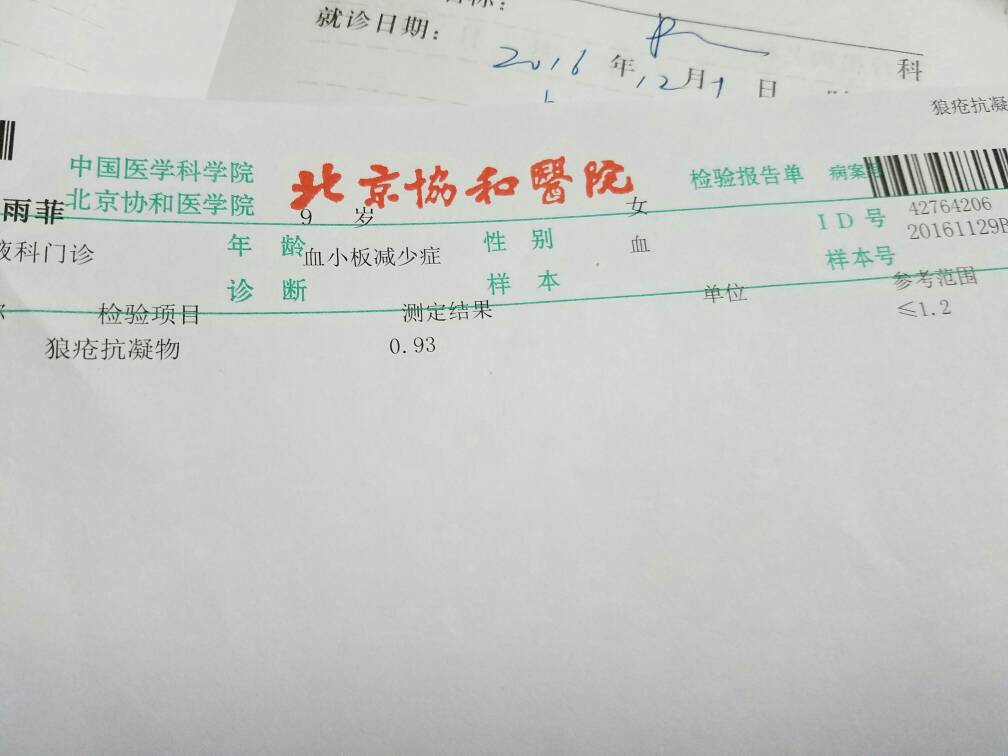 就诊日期：2016年12月1日
科
狼疮抗凝
中国医学科学院
北京协和医学院
北京协和醫院
检验报告单
病案
雨菲
年 龄 9 岁
性 别 女
ID号 42764206
液科门诊
诊 断 血小板减少症
样 本 血
样本号 20161129B
检验项目 测定结果 单位 参考范围
狼疮抗凝物 0.93 ≤1.2